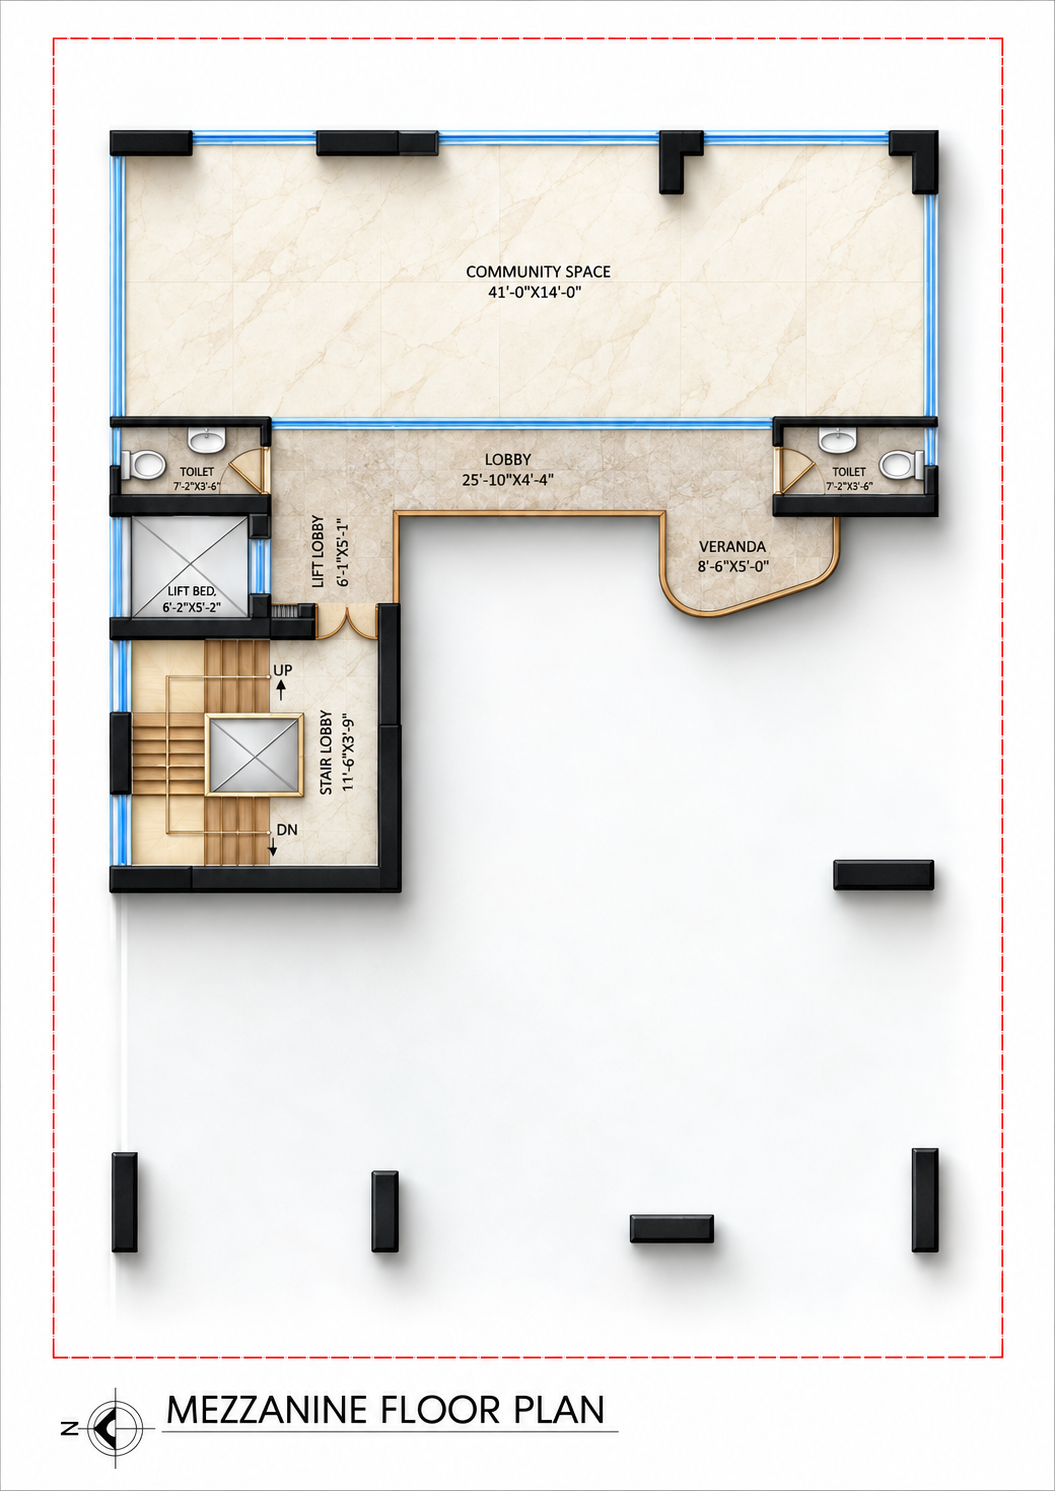 COMMUNITY SPACE
41'-0"X14'-0"
TOILET
7'-2"X3'-6"
LOBBY
25'-10"X4'-4"
TOILET
7'-2"X3'-6"
LIFT LOBBY
6'-1"X5'-1"
VERANDA
8'-6"X5'-0"
LIFT BED,
6'-2"X5'-2"
UP
STAIR LOBBY
11'-6"X3'-9"
DN
N
MEZZANINE FLOOR PLAN